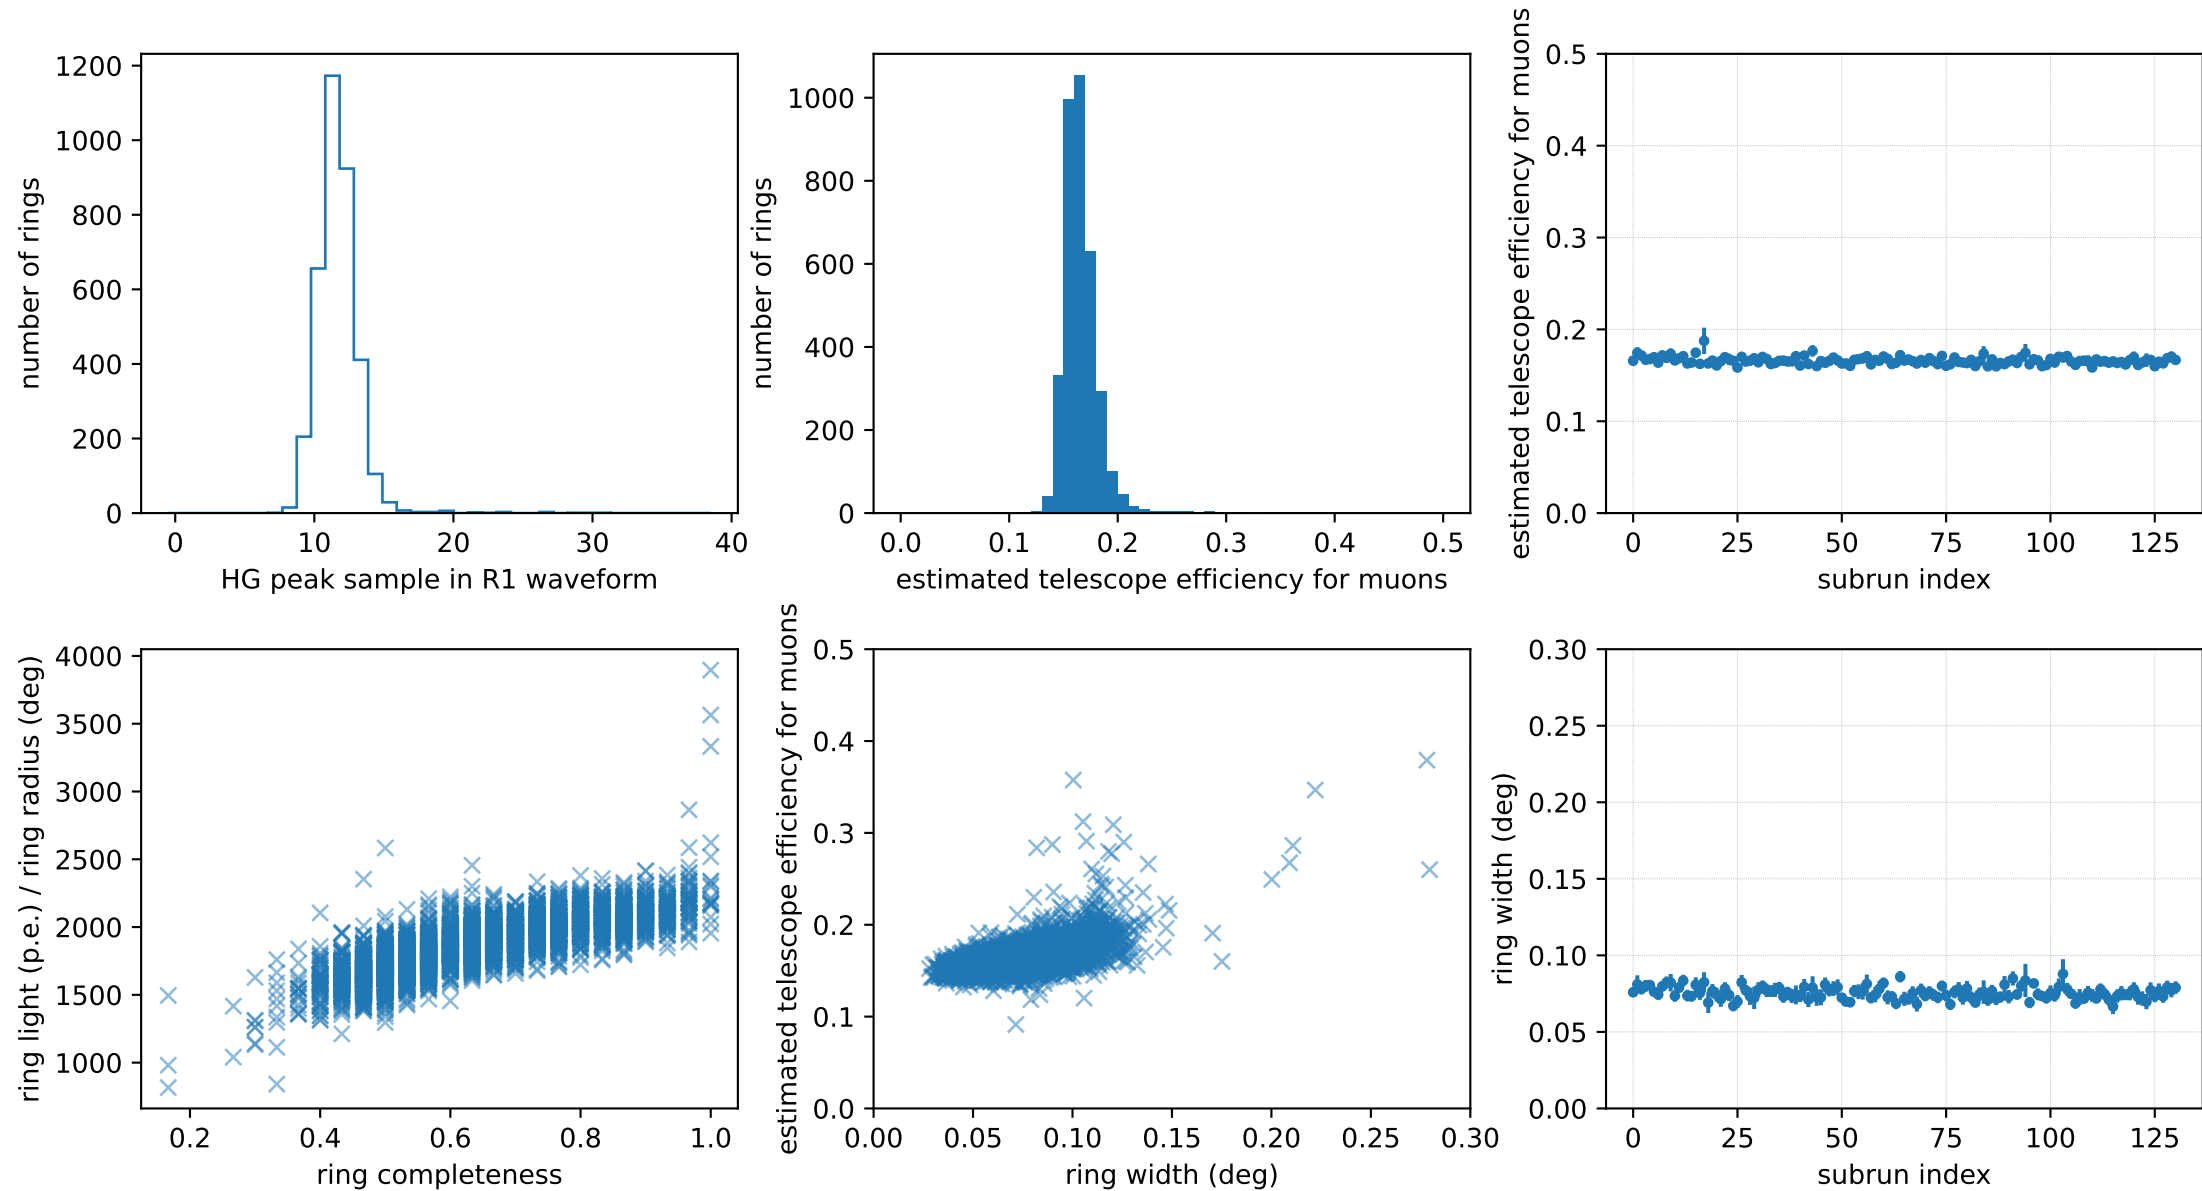 number of rings
1200
1000
800
600
400
200
0
0 10 20 30 40
HG peak sample in R1 waveform
number of rings
1000
800
600
400
200
0
0.0 0.1 0.2 0.3 0.4 0.5
estimated telescope efficiency for muons
estimated telescope efficiency for muons
0.5
0.4
0.3
0.2
0.1
0.0
0 25 50 75 100 125
subrun index
ring light (p.e.) / ring radius (deg)
4000
3500
3000
2500
2000
1500
1000
0.2 0.4 0.6 0.8 1.0
ring completeness
estimated telescope efficiency for muons
0.5
0.4
0.3
0.2
0.1
0.0
0.00 0.05 0.10 0.15 0.20 0.25 0.30
ring width (deg)
ring width (deg)
0.30
0.25
0.20
0.15
0.10
0.05
0.00
0 25 50 75 100 125
subrun index